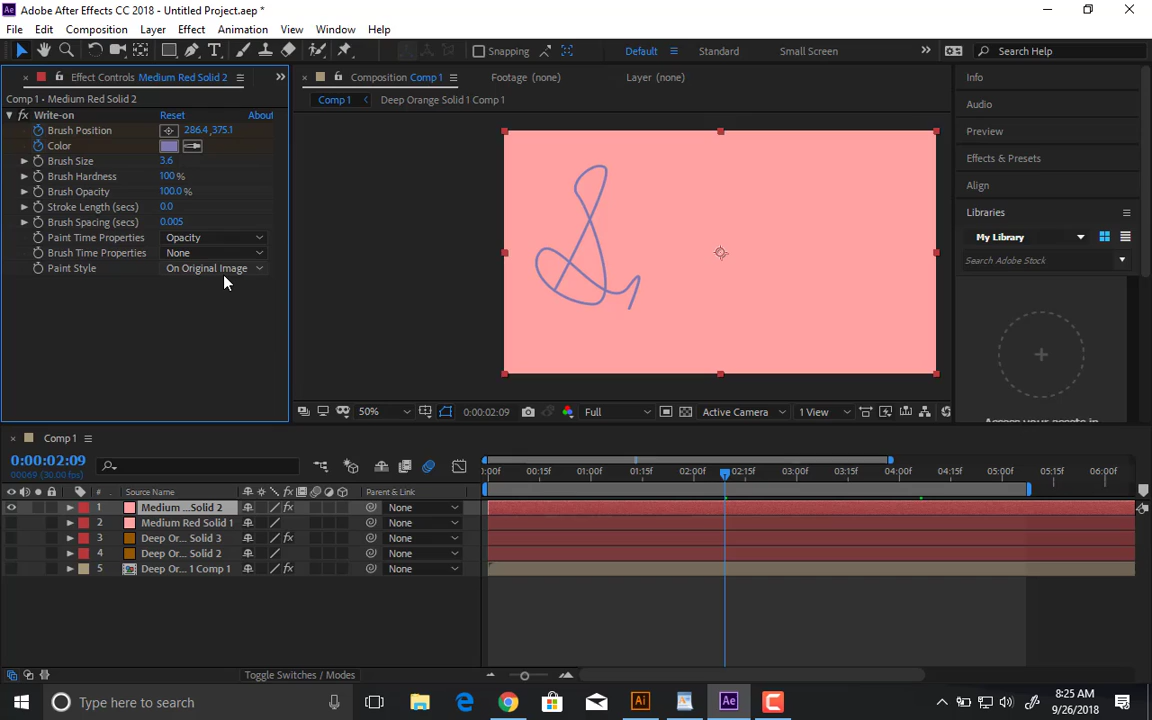 Adobe After Effects CC 2018 - Untitled Project.aep *
File Edit Composition Layer Effect Animation View Window Help
Snapping Default Standard Small Screen Search Help
Effect Controls Medium Red Solid 2
Composition Comp 1 Footage (none) Layer (none)
Info
Comp 1 • Medium Red Solid 2
Comp 1 Deep Orange Solid 1 Comp 1
Audio
fx Write-on Reset About
Brush Position 286.4,375.1
Preview
Color
Brush Size 3.6
Effects & Presets
Brush Hardness 100 %
Brush Opacity 100.0 %
Align
Stroke Length (secs) 0.0
Libraries
Brush Spacing (secs) 0.005
Paint Time Properties Opacity
My Library
Brush Time Properties None
Search Adobe Stock
Paint Style On Original Image
50% 0:00:02:09 Full Active Camera 1 View
Comp 1
0:00:02:09
00069 (30.00 fps)
:00f 00:15f 01:00f 01:15f 02:00f 02:15f 03:00f 03:15f 04:00f 04:15f 05:00f 05:15f 06:00f
# Source Name fx Parent & Link
1 Medium ...Solid 2 fx None
2 Medium Red Solid 1 None
3 Deep Or... Solid 3 fx None
4 Deep Or... Solid 2 None
5 Deep Or... 1 Comp 1 fx None
Toggle Switches / Modes
Type here to search
8:25 AM
9/26/2018